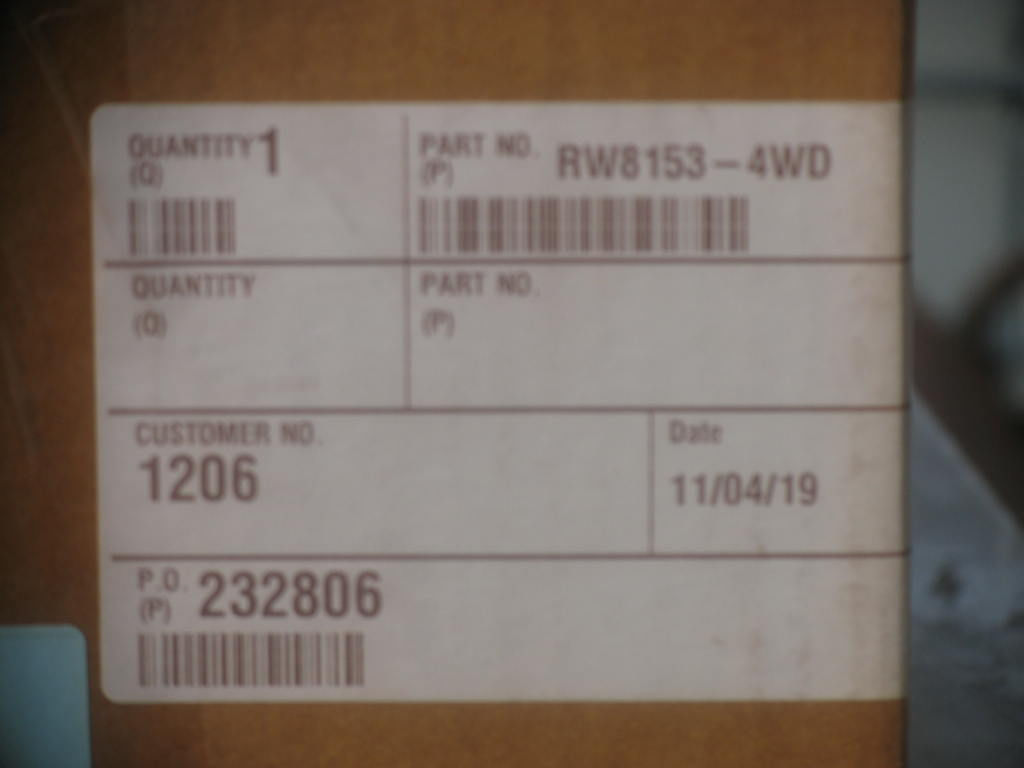 QUANTITY 1
(Q)
PART NO. RW8153-4WD
(P)
QUANTITY
(Q)
PART NO.
(P)
CUSTOMER NO.
1206
Date
11/04/19
P.O. 232806
(P)